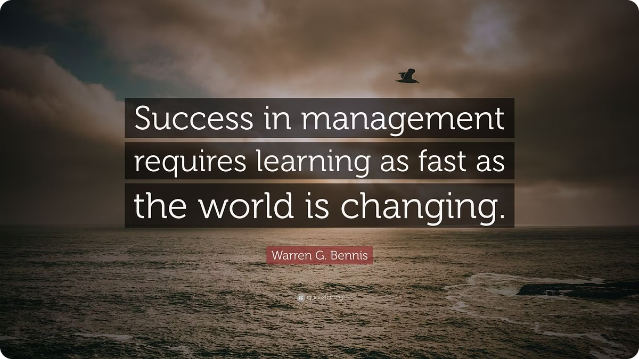 Success in management
requires learning as fast as
the world is changing.
Warren G. Bennis